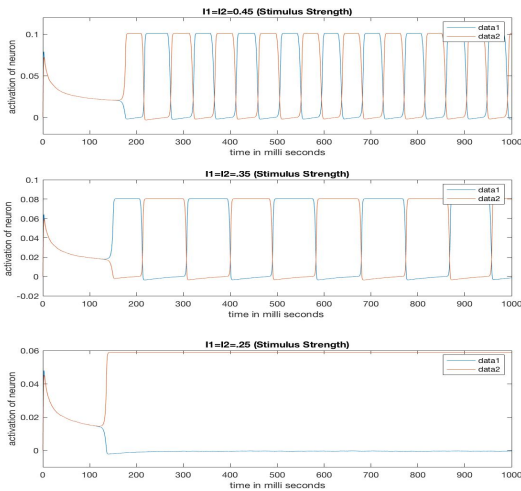 I1=I2=0.45 (Stimulus Strength)
data1
data2
0.1
0.05
0
activation of neuron
0 100 200 300 400 500 600 700 800 900 1000
time in milli seconds
I1=I2=.35 (Stimulus Strength)
data1
data2
0.1
0.08
0.06
0.04
0.02
0
-0.02
activation of neuron
0 100 200 300 400 500 600 700 800 900 1000
time in milli seconds
I1=I2=.25 (Stimulus Strength)
data1
data2
0.06
0.04
0.02
0
activation of neuron
0 100 200 300 400 500 600 700 800 900 1000
time in milli seconds